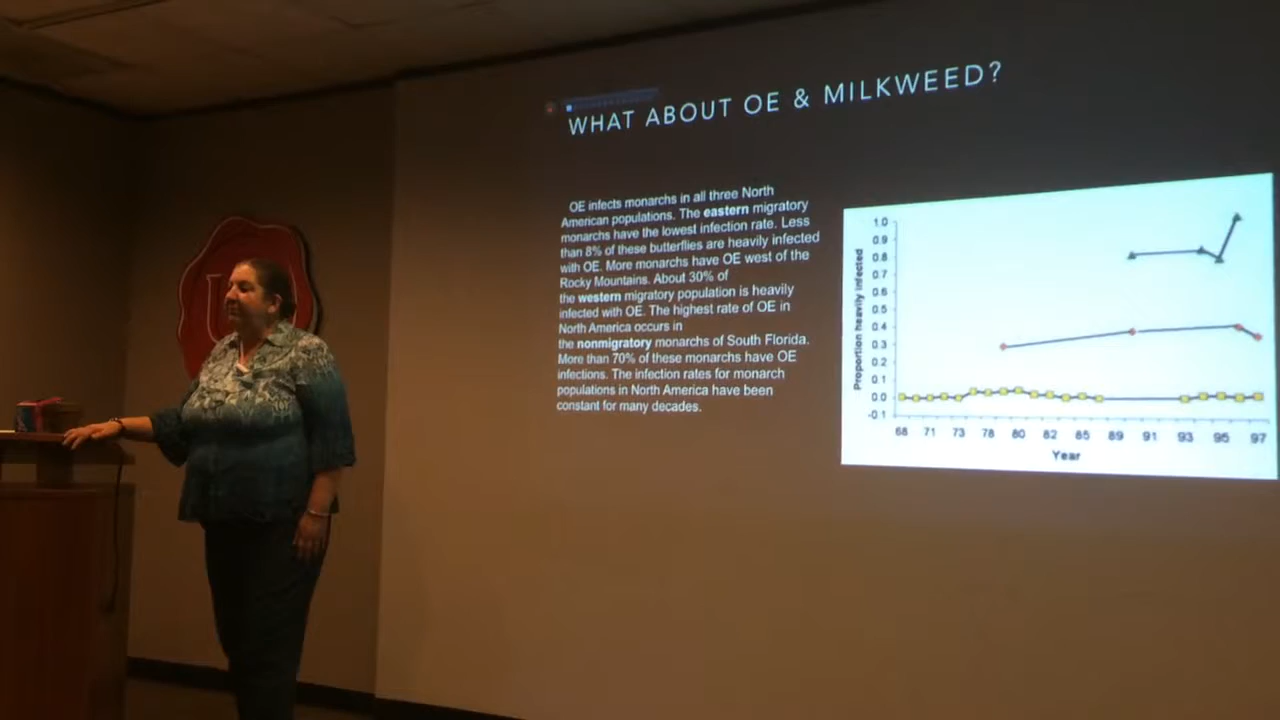 WHAT ABOUT OE & MILKWEED?
OE infects monarchs in all three North
American populations. The eastern migratory
monarchs have the lowest infection rate. Less
than 8% of these butterflies are heavily infected
with OE. More monarchs have OE west of the
Rocky Mountains. About 30% of
the western migratory population is heavily
infected with OE. The highest rate of OE in
North America occurs in
the nonmigratory monarchs of South Florida.
More than 70% of these monarchs have OE
infections. The infection rates for monarch
populations in North America have been
constant for many decades.
Proportion heavily infected
1.0
0.9
0.8
0.7
0.6
0.5
0.4
0.3
0.2
0.1
0.0
-0.1
68 71 73 78 80 82 85 89 91 93 95 97
Year